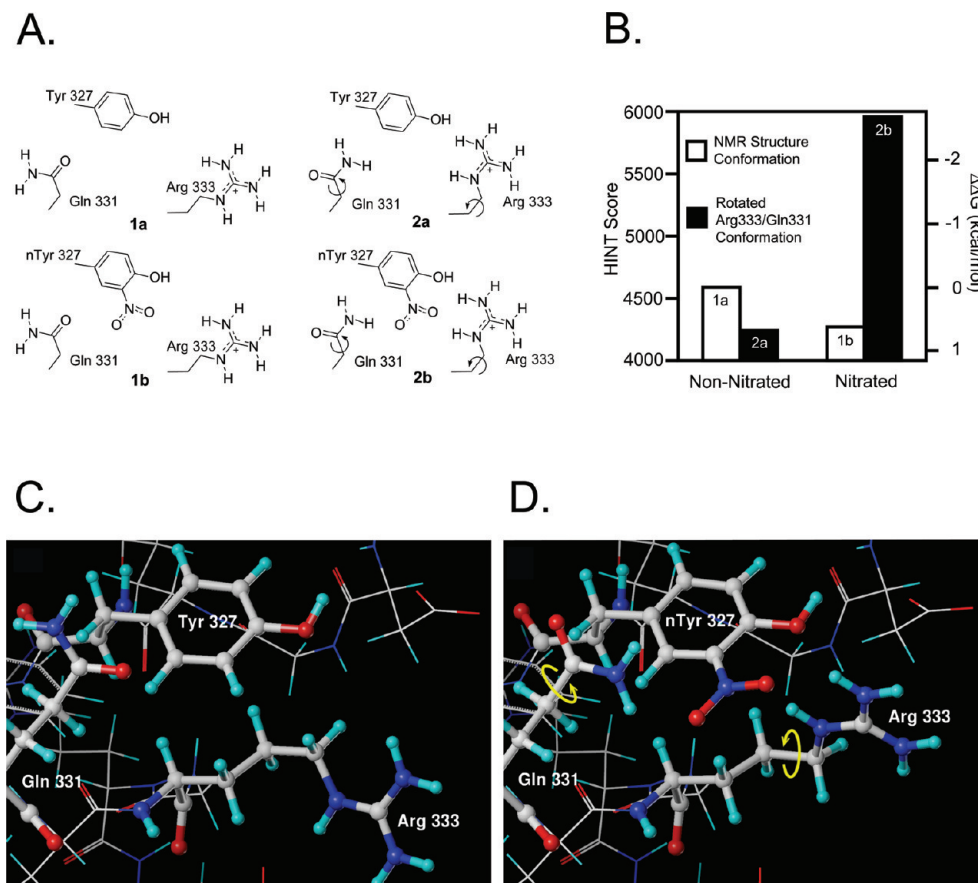 A.
B.
Tyr 327
OH
H
N
H
O
Gln 331
H
H
N
N
H
H
Arg 333
+
N
H
1a
Tyr 327
OH
H
O
N
H
Gln 331
H
H
N
N
H
H
N
+
H
Arg 333
2a
nTyr 327
OH
N
O
O
H
N
H
O
Gln 331
H
H
N
N
H
H
Arg 333
+
N
H
1b
nTyr 327
OH
N
O
O
H
O
N
H
Gln 331
H
H
N
N
H
H
N
+
H
Arg 333
2b
HINT Score
6000
5500
5000
4500
4000
NMR Structure
Conformation
Rotated
Arg333/Gln331
Conformation
1a
2a
1b
2b
Non-Nitrated
Nitrated
-2
-1
0
1
ΔΔG (kcal/mol)
C.
D.
Tyr 327
Gln 331
Arg 333
nTyr 327
Gln 331
Arg 333